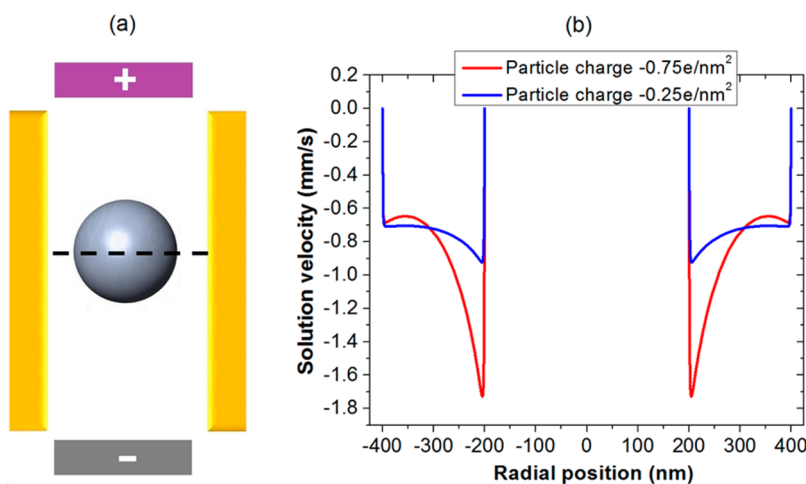 (a)
+
-
(b)
Particle charge -0.75e/nm²
Particle charge -0.25e/nm²
Solution velocity (mm/s)
0.2
0.0
-0.2
-0.4
-0.6
-0.8
-1.0
-1.2
-1.4
-1.6
-1.8
-400 -300 -200 -100 0 100 200 300 400
Radial position (nm)